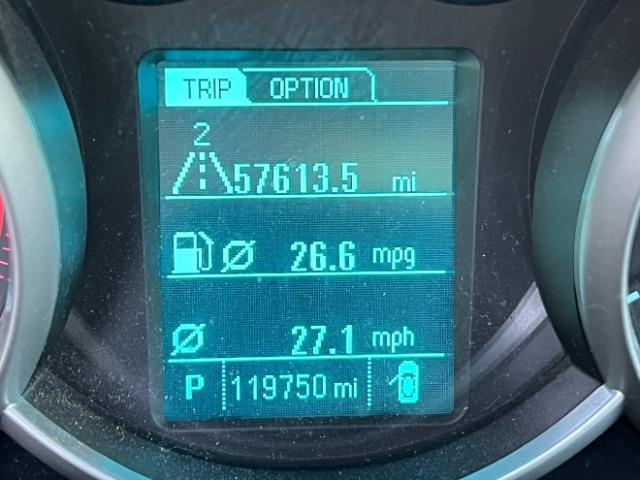 TRIP OPTION
2
57613.5 mi
26.6 mpg
27.1 mph
P 119750 mi